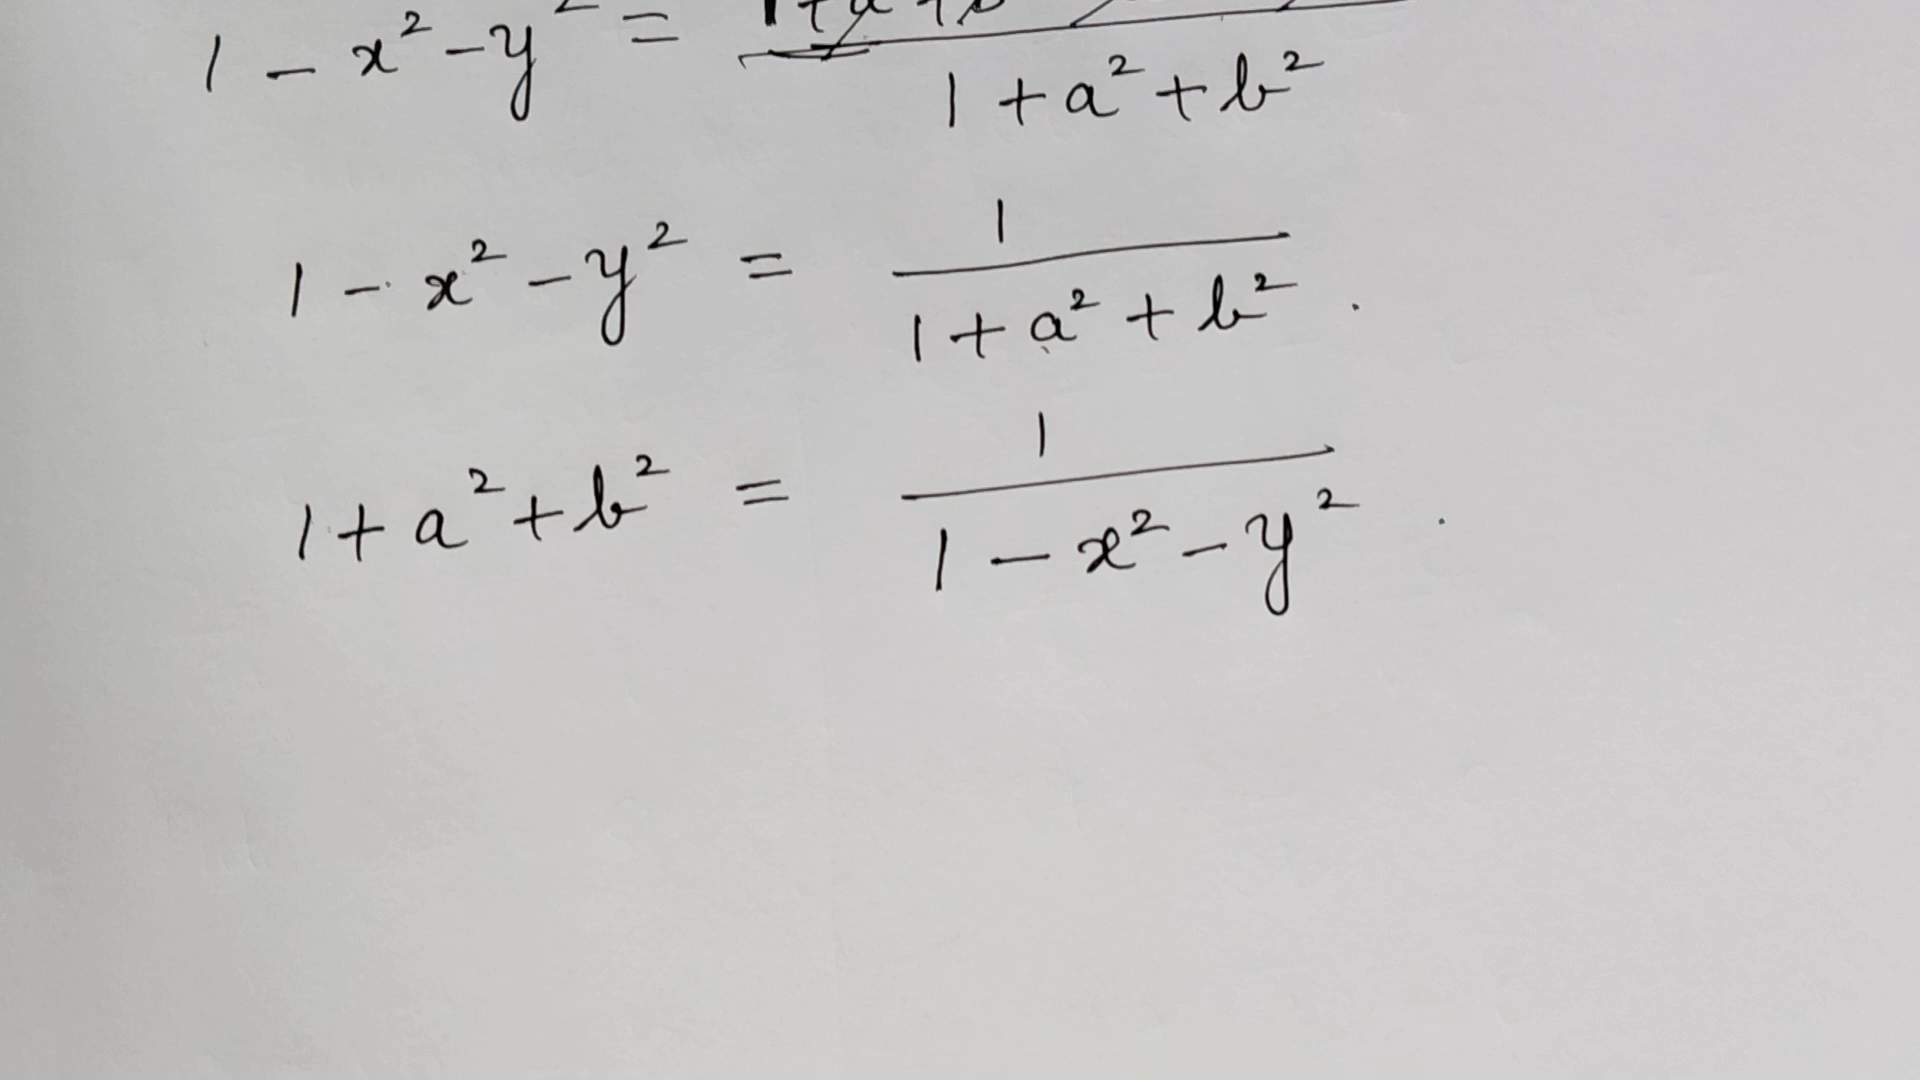 1 - x² - y² =
1 + a² + b²
1 - x² - y² = 1 / (1 + a² + b²) .
1 + a² + b² = 1 / (1 - x² - y²) .